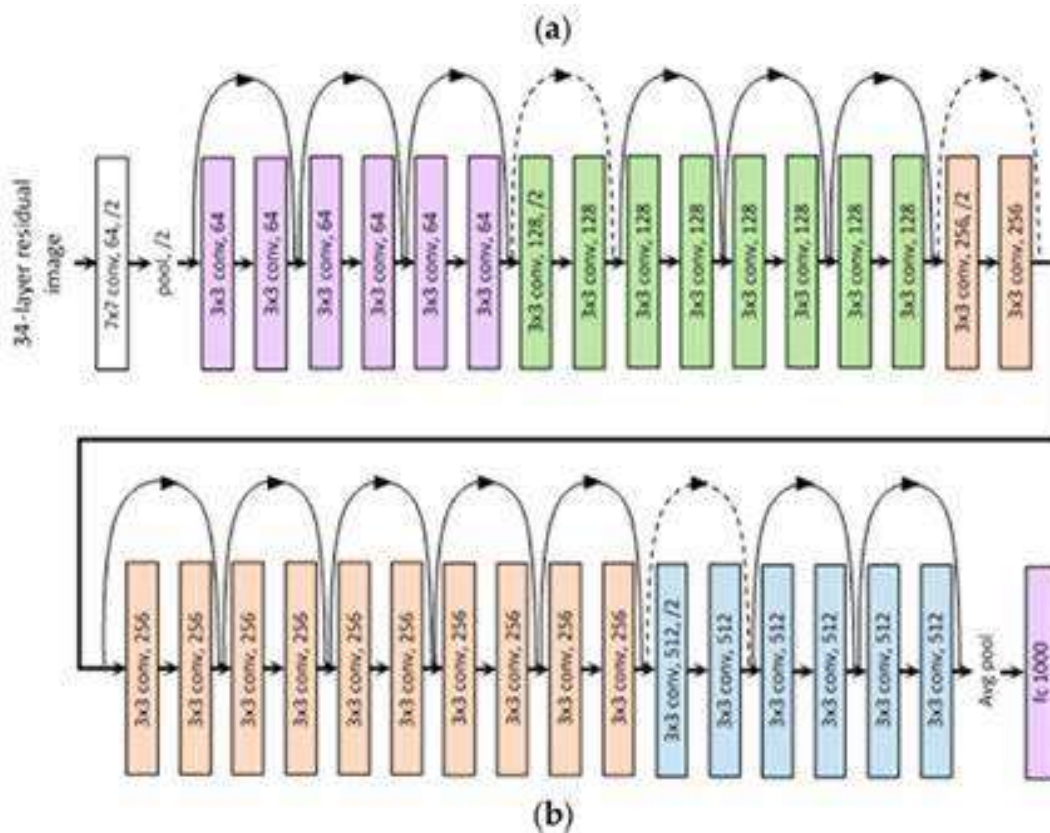 (a)
34-layer residual
image
7x7 conv, 64, /2
pool, /2
3x3 conv, 64
3x3 conv, 64
3x3 conv, 64
3x3 conv, 64
3x3 conv, 64
3x3 conv, 64
3x3 conv, 128, /2
3x3 conv, 128
3x3 conv, 128
3x3 conv, 128
3x3 conv, 128
3x3 conv, 128
3x3 conv, 128
3x3 conv, 128
3x3 conv, 256, /2
3x3 conv, 256
3x3 conv, 256
3x3 conv, 256
3x3 conv, 256
3x3 conv, 256
3x3 conv, 256
3x3 conv, 256
3x3 conv, 256
3x3 conv, 256
3x3 conv, 256
3x3 conv, 256
3x3 conv, 512, /2
3x3 conv, 512
3x3 conv, 512
3x3 conv, 512
3x3 conv, 512
3x3 conv, 512
Avg pool
fc 1000
(b)